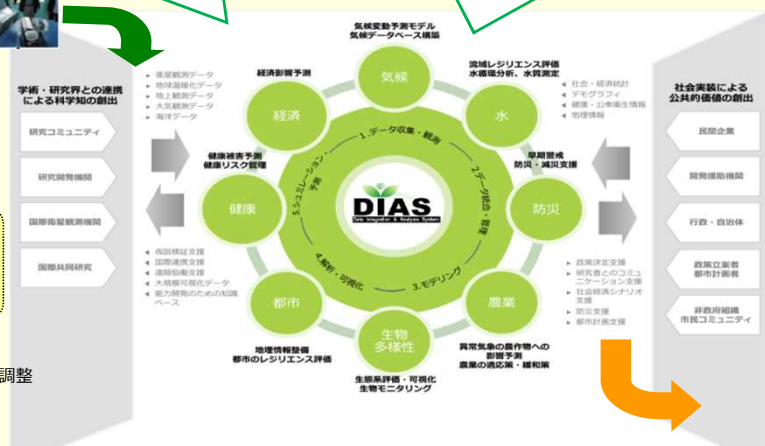 学術・研究界との連携
による科学知の創出
研究コミュニティ
研究開発機関
国際衛星観測機関
国際共同研究
調整
衛星観測データ
地球温暖化データ
地上観測データ
大気観測データ
海洋データ
仮説検証支援
国際連携支援
遠隔協働支援
大規模可視化データ
能力開発のための知識
ベース
気候変動予測モデル
気候データベース構築
気候
流域レジリエンス評価
水循環分析、水質測定
水
早期警戒
防災・減災支援
防災
農業
異常気象の農作物への
影響予測
農業の適応策・緩和策
生物
多様性
生態系評価・可視化
生物モニタリング
都市
地理情報整備
都市のレジリエンス評価
健康被害予測
健康リスク管理
健康
経済影響予測
経済
1.データ収集・観測
2.データ統合・管理
3.モデリング
4.解析・可視化
5.シュミレーション・
予測
DIAS
Data Integration & Analysis System
社会・経済統計
デモグラフィ
健康・公衆衛生情報
地理情報
政策決定支援
研究者とのコミュ
ニケーション支援
社会経済シナリオ
支援
防災支援
都市計画支援
社会実装による
公共的価値の創出
民間企業
開発援助機関
行政・自治体
政策立案者
都市計画者
非政府組織
市民コミュニティ